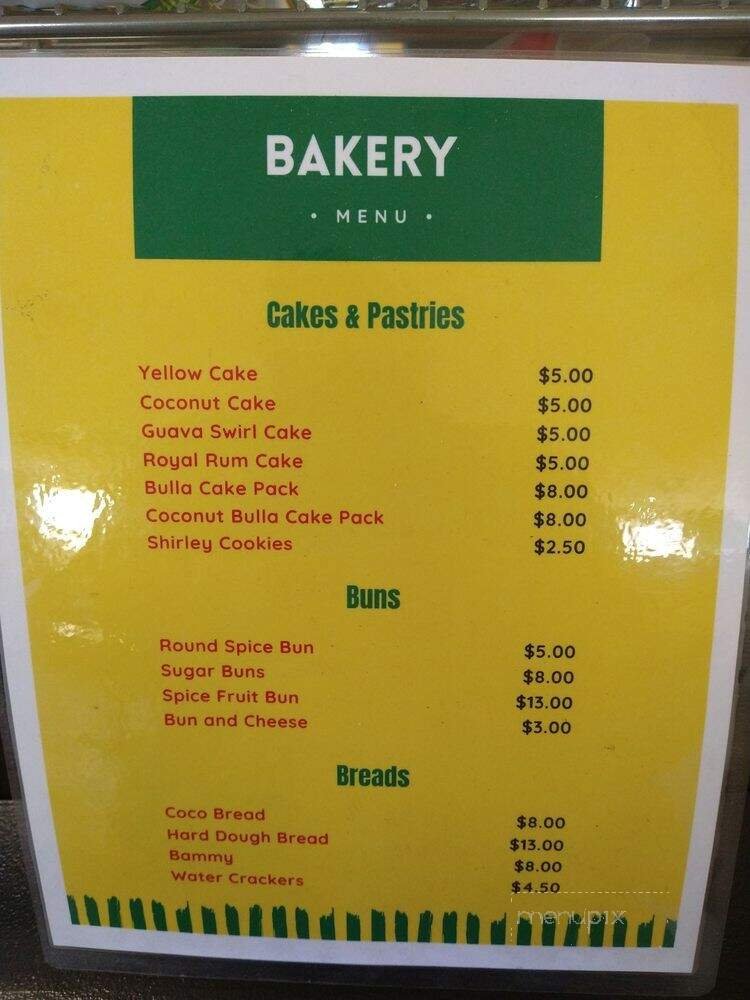 BAKERY
• MENU •
Cakes & Pastries
Yellow Cake $5.00
Coconut Cake $5.00
Guava Swirl Cake $5.00
Royal Rum Cake $5.00
Bulla Cake Pack $8.00
Coconut Bulla Cake Pack $8.00
Shirley Cookies $2.50
Buns
Round Spice Bun $5.00
Sugar Buns $8.00
Spice Fruit Bun $13.00
Bun and Cheese $3.00
Breads
Coco Bread $8.00
Hard Dough Bread $13.00
Bammy $8.00
Water Crackers $4.50
menupix